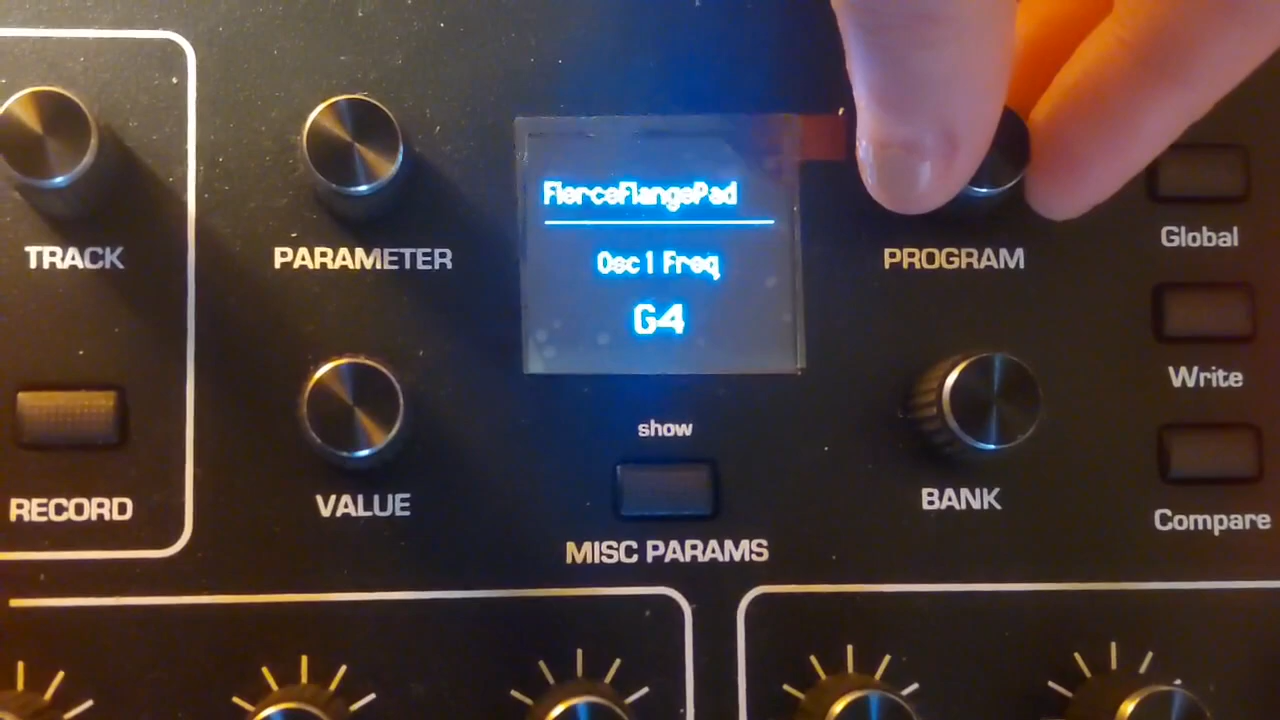 FierceFlangePad
Osc 1 Freq
G4
TRACK
PARAMETER
PROGRAM
Global
Write
RECORD
VALUE
show
BANK
Compare
MISC PARAMS